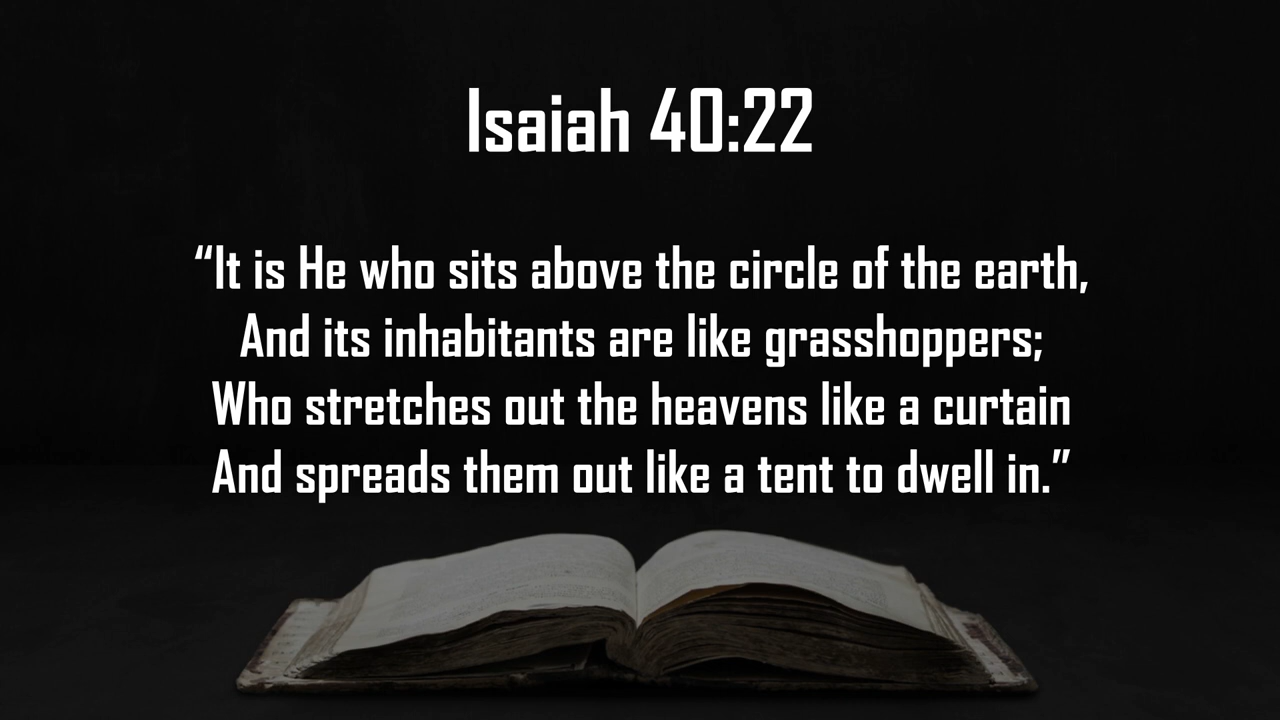 Isaiah 40:22
“It is He who sits above the circle of the earth,
And its inhabitants are like grasshoppers;
Who stretches out the heavens like a curtain
And spreads them out like a tent to dwell in.”